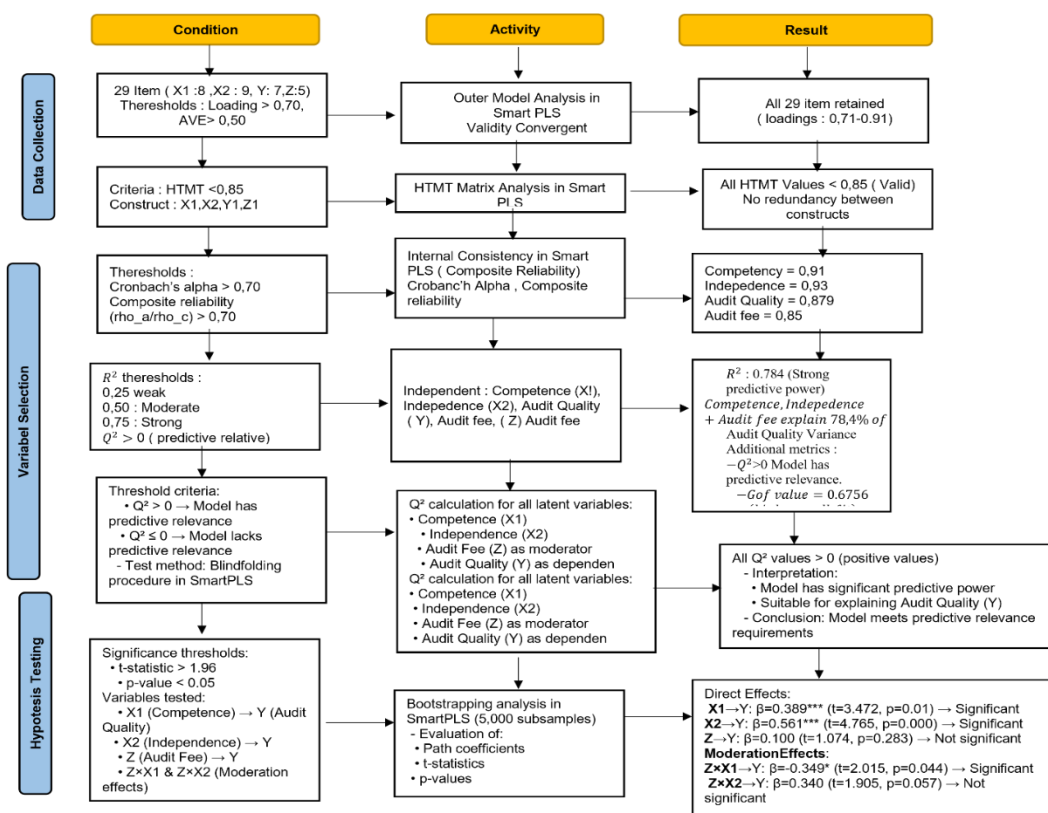 Condition
Activity
Result
Data Collection
29 Item ( X1 :8 ,X2 : 9, Y: 7,Z:5)
Theresholds : Loading > 0,70,
AVE> 0,50
Outer Model Analysis in
Smart PLS
Validity Convergent
All 29 item retained
( loadings : 0,71-0.91)
Criteria : HTMT <0,85
Construct : X1,X2,Y1,Z1
HTMT Matrix Analysis in Smart
PLS
All HTMT Values < 0,85 ( Valid)
No redundancy between
constructs
Variabel Selection
Theresholds :
Cronbach's alpha > 0,70
Composite reliability
(rho_a/rho_c) > 0,70
Internal Consistency in Smart
PLS ( Composite Reliability)
Crobanc'h Alpha , Composite
reliability
Competency = 0,91
Indepedence = 0,93
Audit Quality = 0,879
Audit fee = 0,85
R² theresholds :
0,25 weak
0,50 : Moderate
0,75 : Strong
Q² > 0 ( predictive relative)
Independent : Competence (X!),
Indepedence (X2), Audit Quality
( Y), Audit fee, ( Z) Audit fee
R² : 0.784 (Strong
predictive power)
Competence, Indepedence
+ Audit fee explain 78,4% of
Audit Quality Variance
Additional metrics :
−Q²>0 Model has
predictive relevance.
−Gof value = 0.6756
Threshold criteria:
• Q² > 0 → Model has
predictive relevance
• Q² ≤ 0 → Model lacks
predictive relevance
- Test method: Blindfolding
procedure in SmartPLS
Q² calculation for all latent variables:
• Competence (X1)
• Independence (X2)
• Audit Fee (Z) as moderator
• Audit Quality (Y) as dependen
Q² calculation for all latent variables:
• Competence (X1)
• Independence (X2)
• Audit Fee (Z) as moderator
• Audit Quality (Y) as dependen
All Q² values > 0 (positive values)
- Interpretation:
• Model has significant predictive power
• Suitable for explaining Audit Quality (Y)
- Conclusion: Model meets predictive relevance
requirements
Hypotesis Testing
Significance thresholds:
• t-statistic > 1.96
• p-value < 0.05
Variables tested:
• X1 (Competence) → Y (Audit
Quality)
• X2 (Independence) → Y
• Z (Audit Fee) → Y
• Z×X1 & Z×X2 (Moderation
effects)
Bootstrapping analysis in
SmartPLS (5,000 subsamples)
- Evaluation of:
• Path coefficients
• t-statistics
• p-values
Direct Effects:
X1→Y: β=0.389*** (t=3.472, p=0.01) → Significant
X2→Y: β=0.561*** (t=4.765, p=0.000) → Significant
Z→Y: β=0.100 (t=1.074, p=0.283) → Not significant
ModerationEffects:
Z×X1→Y: β=-0.349* (t=2.015, p=0.044) → Significant
Z×X2→Y: β=0.340 (t=1.905, p=0.057) → Not
significant